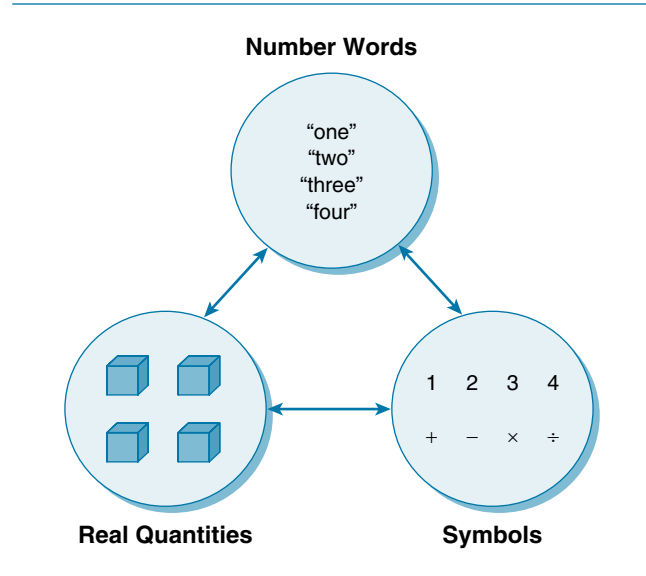 Number Words
“one”
“two”
“three”
“four”
1 2 3 4
+ − × ÷
Real Quantities
Symbols